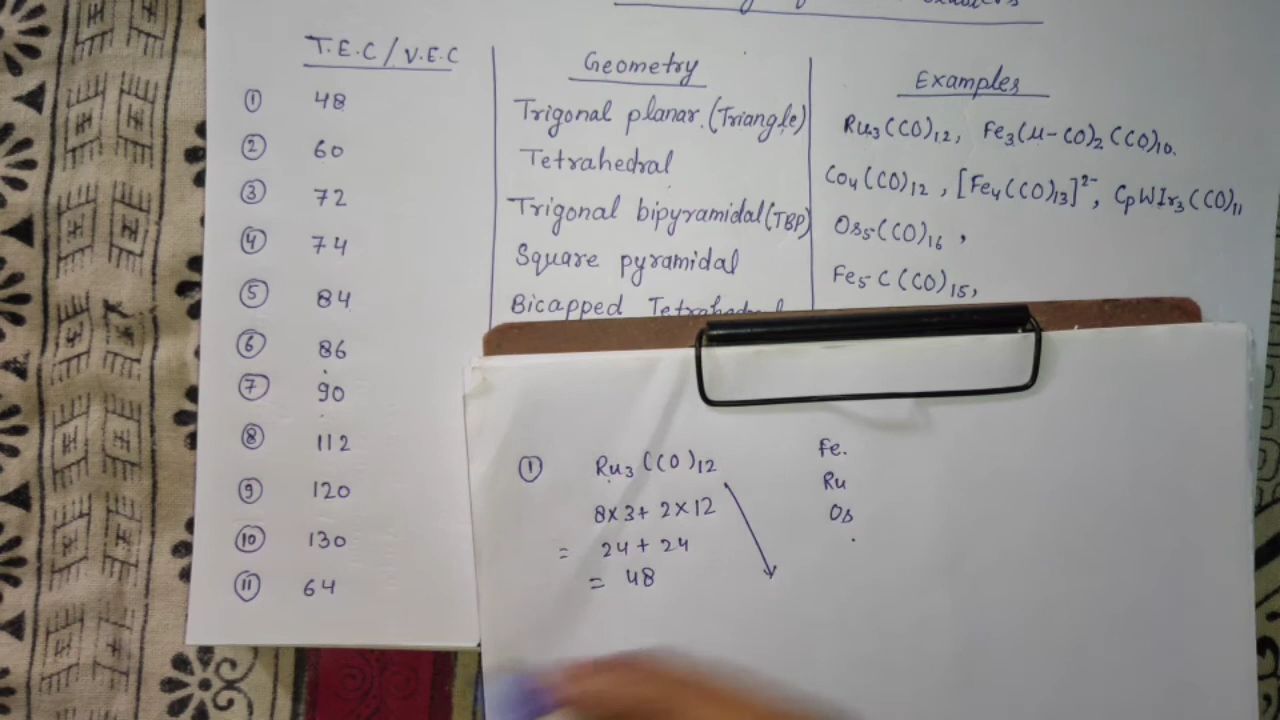 T.E.C / V.E.C Geometry Examples
① 48 Trigonal planar. (Triangle) Ru3(CO)12, Fe3(μ-CO)2(CO)10.
② 60 Tetrahedral Co4(CO)12, [Fe4(CO)13]2-, CpWIr3(CO)11
③ 72 Trigonal bipyramidal (TBP) Os5(CO)16,
④ 74 Square pyramidal Fe5C(CO)15,
⑤ 84 Bicapped Tetrahedral
⑥ 86
⑦ 90
⑧ 112
⑨ 120
⑩ 130
⑪ 64
① Ru3(CO)12
8×3+ 2×12
= 24+ 24
= 48
Fe.
Ru
Os